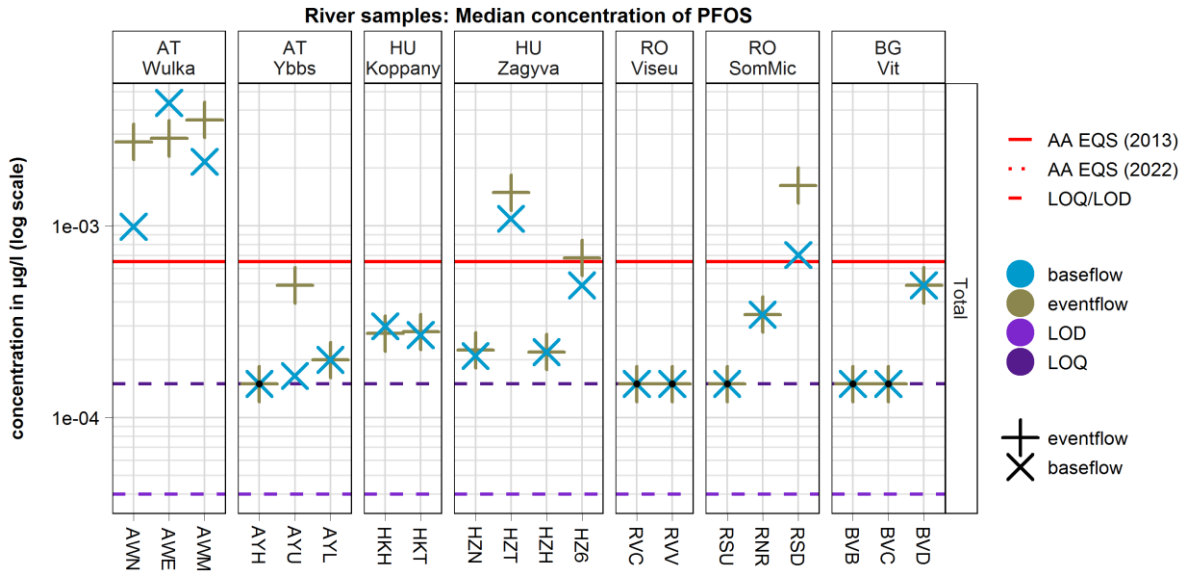 River samples: Median concentration of PFOS
AT
Wulka
AT
Ybbs
HU
Koppany
HU
Zagyva
RO
Viseu
RO
SomMic
BG
Vit
concentration in µg/l (log scale)
1e-03
1e-04
Total
AWN
AWE
AWM
AYH
AYU
AYL
HKH
HKT
HZN
HZT
HZH
HZ6
RVC
RVV
RSU
RNR
RSD
BVB
BVC
BVD
AA EQS (2013)
AA EQS (2022)
LOQ/LOD
baseflow
eventflow
LOD
LOQ
eventflow
baseflow